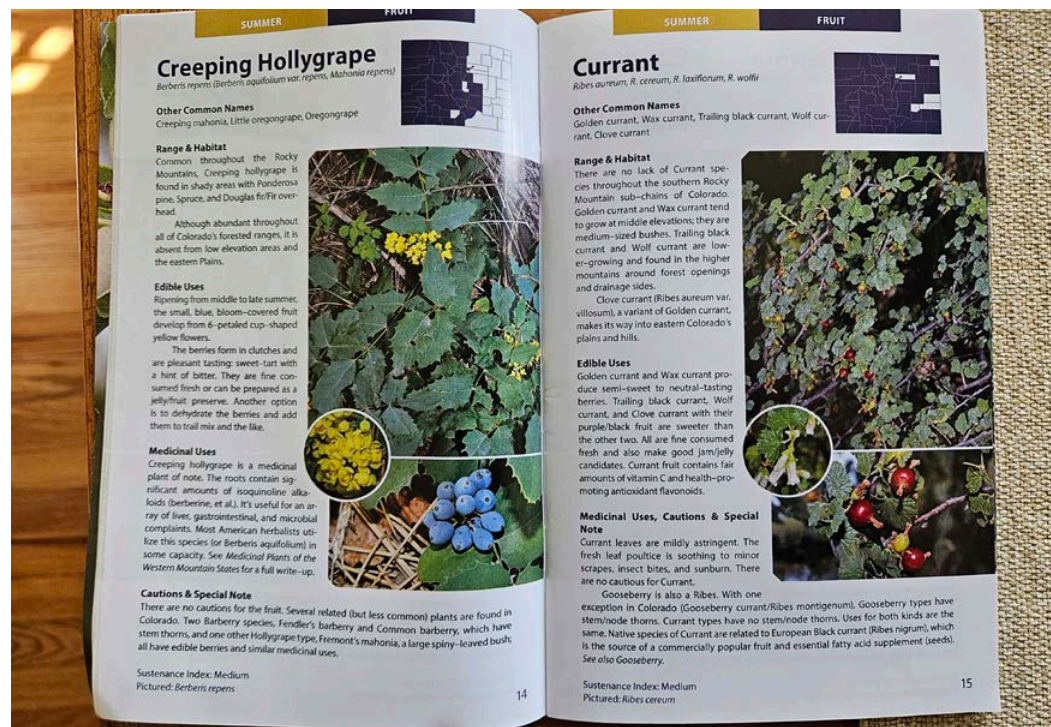 SUMMER
FRUIT
Creeping Hollygrape
Berberis repens (Berberis aquifolium var. repens, Mahonia repens)
Other Common Names
Creeping mahonia, Little oregongrape, Oregongrape
Range & Habitat
Common throughout the Rocky
Mountains, Creeping hollygrape is
found in shady areas with Ponderosa
pine, Spruce, and Douglas fir/Fir over-
head.
Although abundant throughout
all of Colorado's forested ranges, it is
absent from low elevation areas and
the eastern Plains.
Edible Uses
Ripening from middle to late summer,
the small, blue, bloom-covered fruit
develop from 6-petaled cup-shaped
yellow flowers.
The berries form in clutches and
are pleasant tasting: sweet-tart with
a hint of bitter. They are fine con-
sumed fresh or can be prepared as a
jelly/fruit preserve. Another option
is to dehydrate the berries and add
them to trail mix and the like.
Medicinal Uses
Creeping hollygrape is a medicinal
plant of note. The roots contain sig-
nificant amounts of isoquinoline alka-
loids (berberine, et al.). It's useful for an ar-
ray of liver, gastrointestinal, and microbial
complaints. Most American herbalists uti-
lize this species (or Berberis aquifolium) in
some capacity. See Medicinal Plants of the
Western Mountain States for a full write-up.
Cautions & Special Note
There are no cautions for the fruit. Several related (but less common) plants are found in
Colorado. Two Barberry species, Fendler's barberry and Common barberry, which have
stem thorns, and one other Hollygrape type, Fremont's mahonia, a large spiny-leaved bush;
all have edible berries and similar medicinal uses.
Sustenance Index: Medium
Pictured: Berberis repens
14
SUMMER
FRUIT
Currant
Ribes aureum, R. cereum, R. laxiflorum, R. wolfii
Other Common Names
Golden currant, Wax currant, Trailing black currant, Wolf cur-
rant, Clove currant
Range & Habitat
There are no lack of Currant spe-
cies throughout the southern Rocky
Mountain sub-chains of Colorado.
Golden currant and Wax currant tend
to grow at middle elevations; they are
medium-sized bushes. Trailing black
currant and Wolf currant are low-
er-growing and found in the higher
mountains around forest openings
and drainage sides.
Clove currant (Ribes aureum var.
villosum), a variant of Golden currant,
makes its way into eastern Colorado's
plains and hills.
Edible Uses
Golden currant and Wax currant pro-
duce semi-sweet to neutral-tasting
berries. Trailing black currant, Wolf
currant, and Clove currant with their
purple/black fruit are sweeter than
the other two. All are fine consumed
fresh and also make good jam/jelly
candidates. Currant fruit contains fair
amounts of vitamin C and health-pro-
moting antioxidant flavonoids.
Medicinal Uses, Cautions & Special
Note
Currant leaves are mildly astringent. The
fresh leaf poultice is soothing to minor
scrapes, insect bites, and sunburn. There
are no cautious for Currant.
Gooseberry is also a Ribes. With one
exception in Colorado (Gooseberry currant/Ribes montigenum), Gooseberry types have
stem/node thorns. Currant types have no stem/node thorns. Uses for both kinds are the
same. Native species of Currant are related to European Black currant (Ribes nigrum), which
is the source of a commercially popular fruit and essential fatty acid supplement (seeds).
See also Gooseberry.
Sustenance Index: Medium
Pictured: Ribes cereum
15